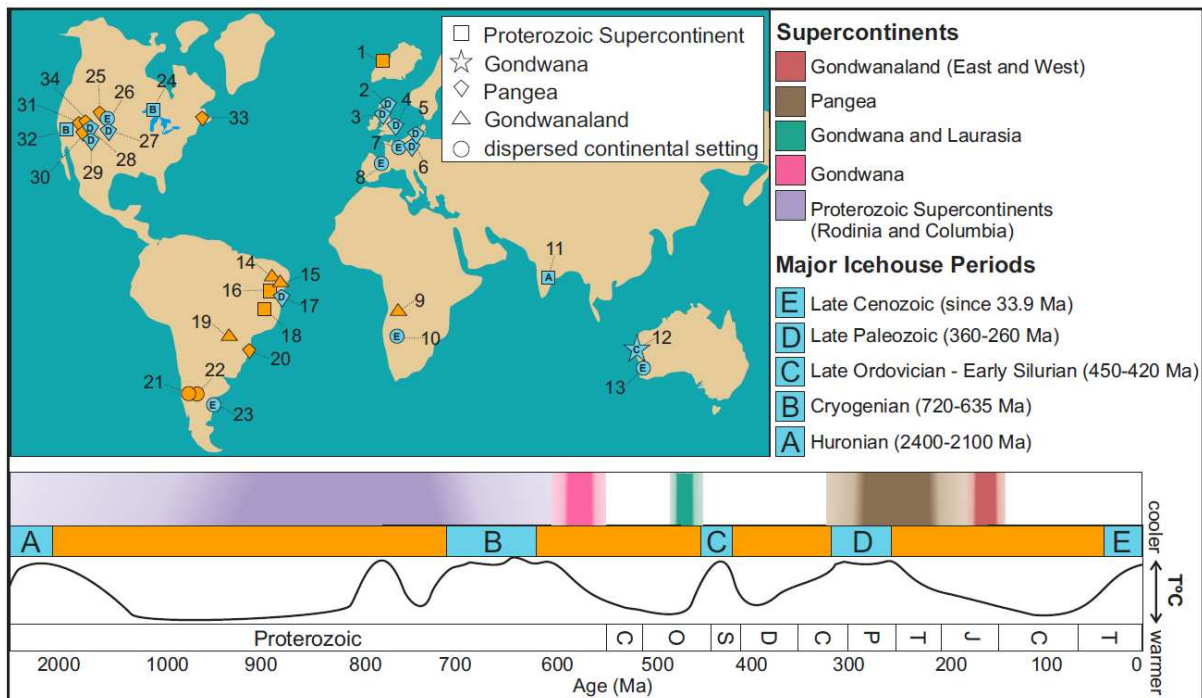 Proterozoic Supercontinent
Gondwana
Pangea
Gondwanaland
dispersed continental setting
1
2
3
4
5
6
7
8
9
10
11
12
13
14
15
16
17
18
19
20
21
22
23
24
25
26
27
28
29
30
31
32
33
34
B
E
D
D
B
D
D
D
D
D
D
E
D
E
A
D
E
C
E
E
Supercontinents
Gondwanaland (East and West)
Pangea
Gondwana and Laurasia
Gondwana
Proterozoic Supercontinents
(Rodinia and Columbia)
Major Icehouse Periods
E Late Cenozoic (since 33.9 Ma)
D Late Paleozoic (360-260 Ma)
C Late Ordovician - Early Silurian (450-420 Ma)
B Cryogenian (720-635 Ma)
A Huronian (2400-2100 Ma)
A B C D E
cooler
T°C
warmer
Proterozoic C O S D C P T J C T
2000 1000 900 800 700 600 500 400 300 200 100 0
Age (Ma)